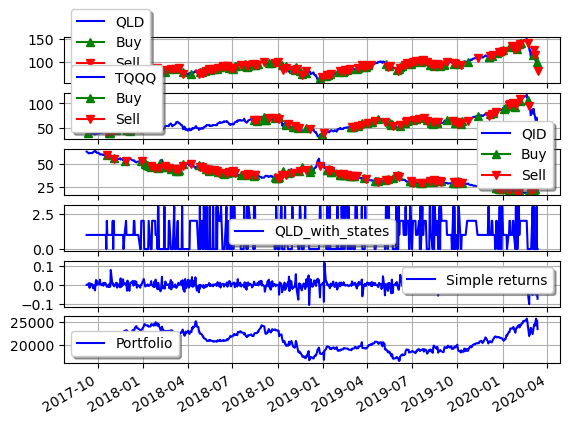 QLD
Buy
Sell
150
100
TQQQ
Buy
Sell
100
50
QID
Buy
Sell
50
25
2.5
0.0
QLD_with_states
0.1
0.0
-0.1
Simple returns
25000
20000
Portfolio
2017-10
2018-01
2018-04
2018-07
2018-10
2019-01
2019-04
2019-07
2019-10
2020-01
2020-04